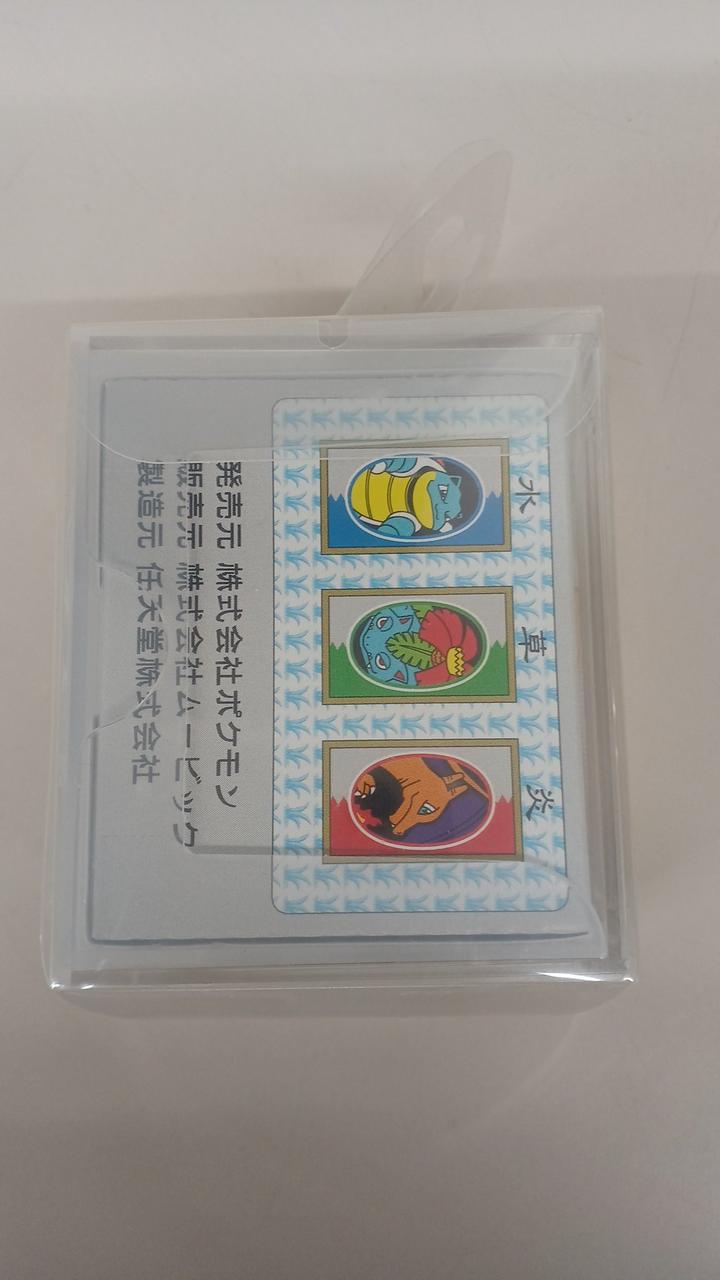 水 草 炎
発売元 株式会社ポケモン
販売元 株式会社ムービック
製造元 任天堂株式会社